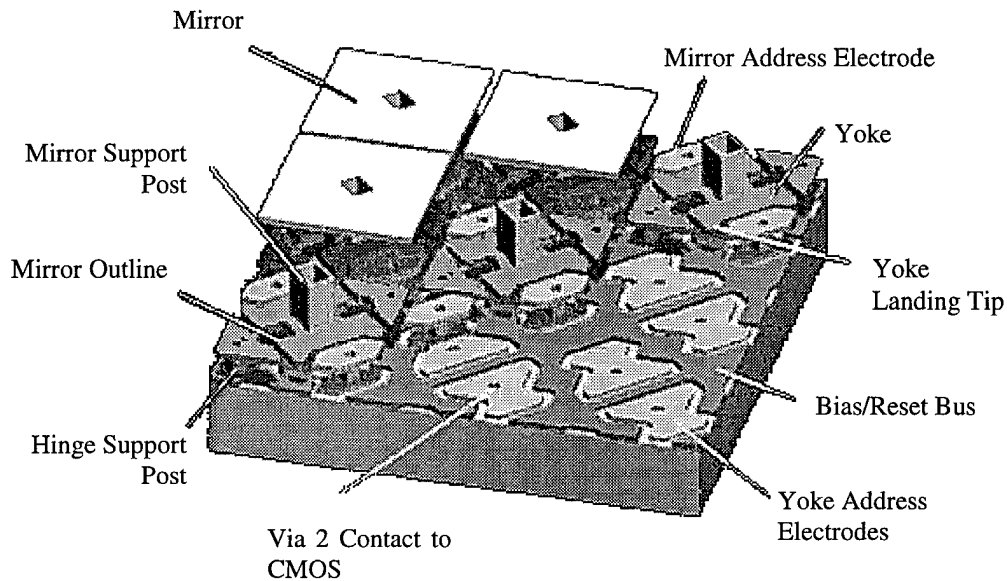 Mirror
Mirror Address Electrode
Yoke
Mirror Support
Post
Mirror Outline
Yoke
Landing Tip
Hinge Support
Post
Bias/Reset Bus
Via 2 Contact to
CMOS
Yoke Address
Electrodes